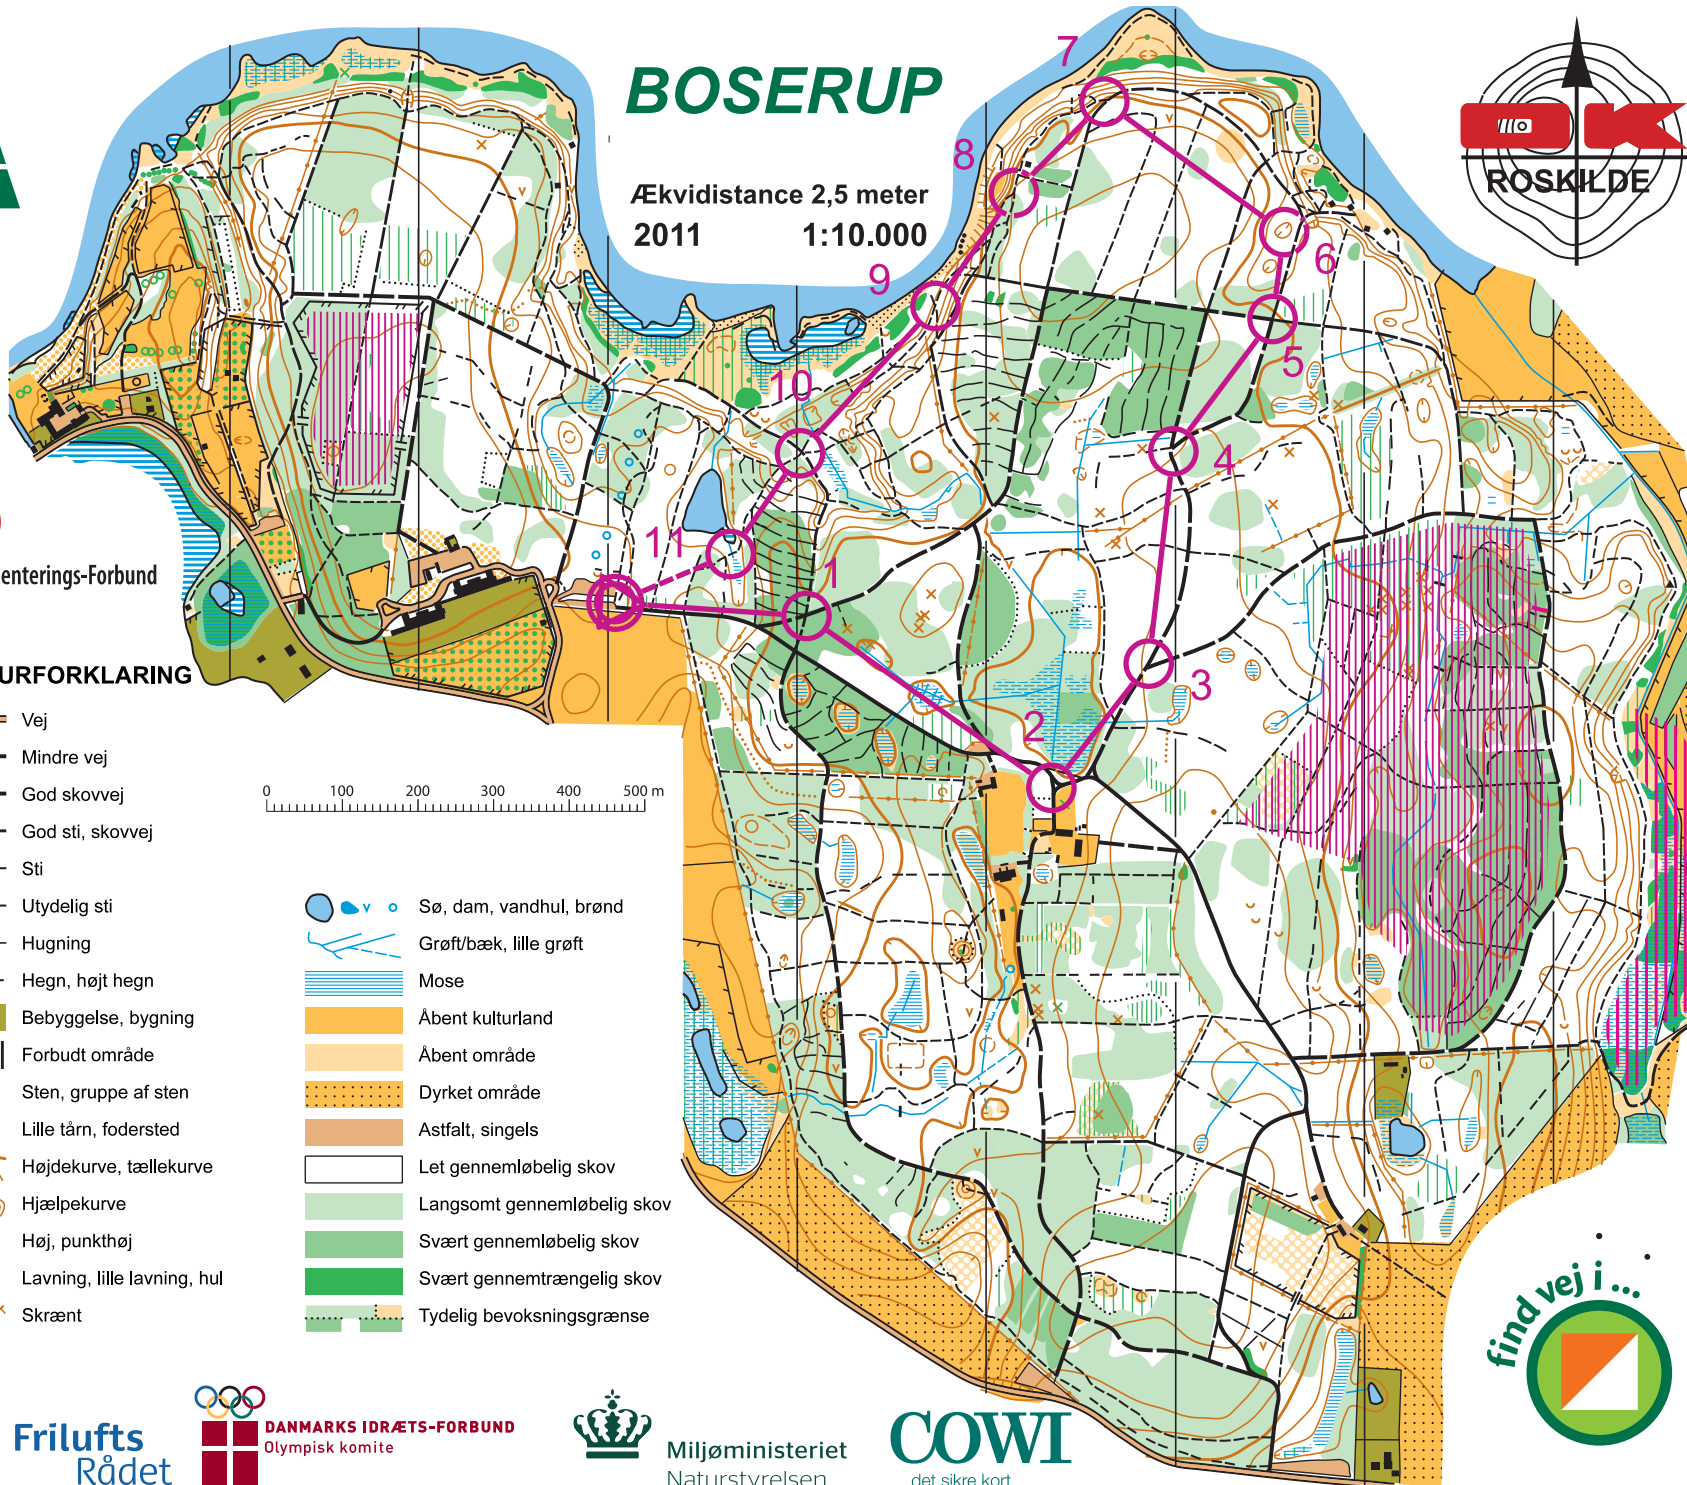 BOSERUP
Ækvidistance 2,5 meter
2011 1:10.000
OK
ROSKILDE
7
8
9
6
5
10
4
11
1
3
2
enterings-Forbund
URFORKLARING
Vej
Mindre vej
God skovvej
God sti, skovvej
Sti
Utydelig sti
Hugning
Hegn, højt hegn
Bebyggelse, bygning
Forbudt område
Sten, gruppe af sten
Lille tårn, fodersted
Højdekurve, tællekurve
Hjælpekurve
Høj, punkthøj
Lavning, lille lavning, hul
Skrænt
0 100 200 300 400 500 m
Sø, dam, vandhul, brønd
Grøft/bæk, lille grøft
Mose
Åbent kulturland
Åbent område
Dyrket område
Astfalt, singels
Let gennemløbelig skov
Langsomt gennemløbelig skov
Svært gennemløbelig skov
Svært gennemtrængelig skov
Tydelig bevoksningsgrænse
find vej i ...
Frilufts
Rådet
DANMARKS IDRÆTS-FORBUND
Olympisk komite
Miljøministeriet
Naturstyrelsen
COWI
det sikre kort